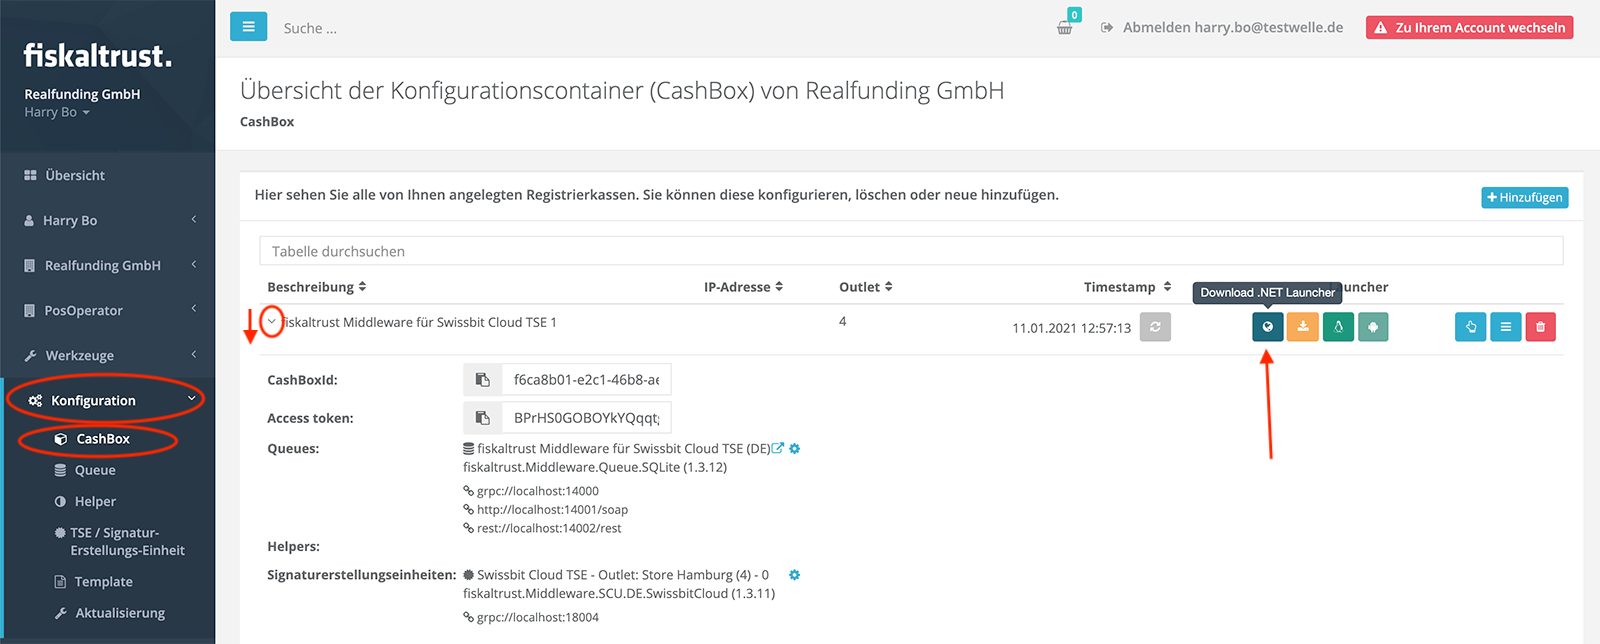 fiskaltrust.
Realfunding GmbH
Harry Bo
Übersicht
Harry Bo
Realfunding GmbH
PosOperator
Werkzeuge
Konfiguration
CashBox
Queue
Helper
TSE / Signatur-
Erstellungs-Einheit
Template
Aktualisierung
Suche ...
0
Abmelden harry.bo@testwelle.de
Zu Ihrem Account wechseln
Übersicht der Konfigurationscontainer (CashBox) von Realfunding GmbH
CashBox
Hier sehen Sie alle von Ihnen angelegten Registrierkassen. Sie können diese konfigurieren, löschen oder neue hinzufügen.
Hinzufügen
Tabelle durchsuchen
Beschreibung IP-Adresse Outlet Timestamp
Download .NET Launcher
fiskaltrust Middleware für Swissbit Cloud TSE 1 4 11.01.2021 12:57:13
CashBoxId: f6ca8b01-e2c1-46b8-ae
Access token: BPrHS0GOBOYkYQqqt
Queues: fiskaltrust Middleware für Swissbit Cloud TSE (DE)
fiskaltrust.Middleware.Queue.SQLite (1.3.12)
grpc://localhost:14000
http://localhost:14001/soap
rest://localhost:14002/rest
Helpers:
Signaturerstellungseinheiten: Swissbit Cloud TSE - Outlet: Store Hamburg (4) - 0
fiskaltrust.Middleware.SCU.DE.SwissbitCloud (1.3.11)
grpc://localhost:18004